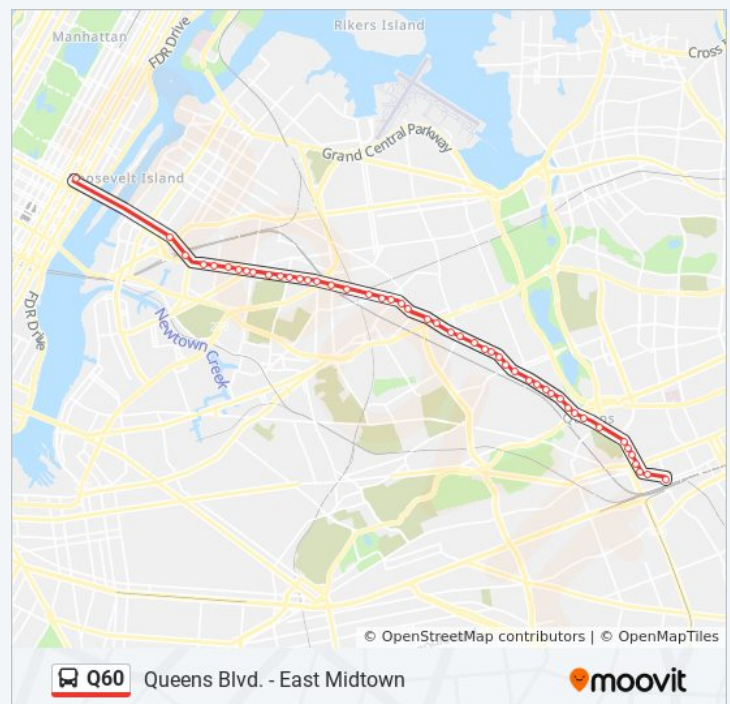 Manhattan
FDR Drive
Rikers Island
Cross
Grand Central Parkway
Roosevelt Island
FDR Drive
Newtown Creek
Queens
© OpenStreetMap contributors | © OpenMapTiles
Q60 Queens Blvd. - East Midtown moovit